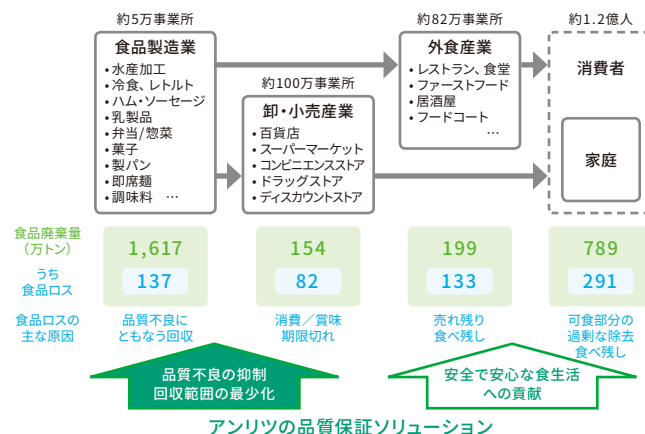 約5万事業所
食品製造業
• 水産加工
• 冷食、レトルト
• ハム・ソーセージ
• 乳製品
• 弁当/惣菜
• 菓子
• 製パン
• 即席麺
• 調味料 …
約100万事業所
卸・小売産業
• 百貨店
• スーパーマーケット
• コンビニエンスストア
• ドラッグストア
• ディスカウントストア
約82万事業所
外食産業
• レストラン、食堂
• ファーストフード
• 居酒屋
• フードコート
…
約1.2億人
消費者
家庭
食品廃棄量
(万トン)
1,617
154
199
789
うち
食品ロス
137
82
133
291
食品ロスの
主な原因
品質不良に
ともなう回収
消費／賞味
期限切れ
売れ残り
食べ残し
可食部分の
過剰な除去
食べ残し
品質不良の抑制
回収範囲の最少化
安全で安心な食生活
への貢献
アンリツの品質保証ソリューション